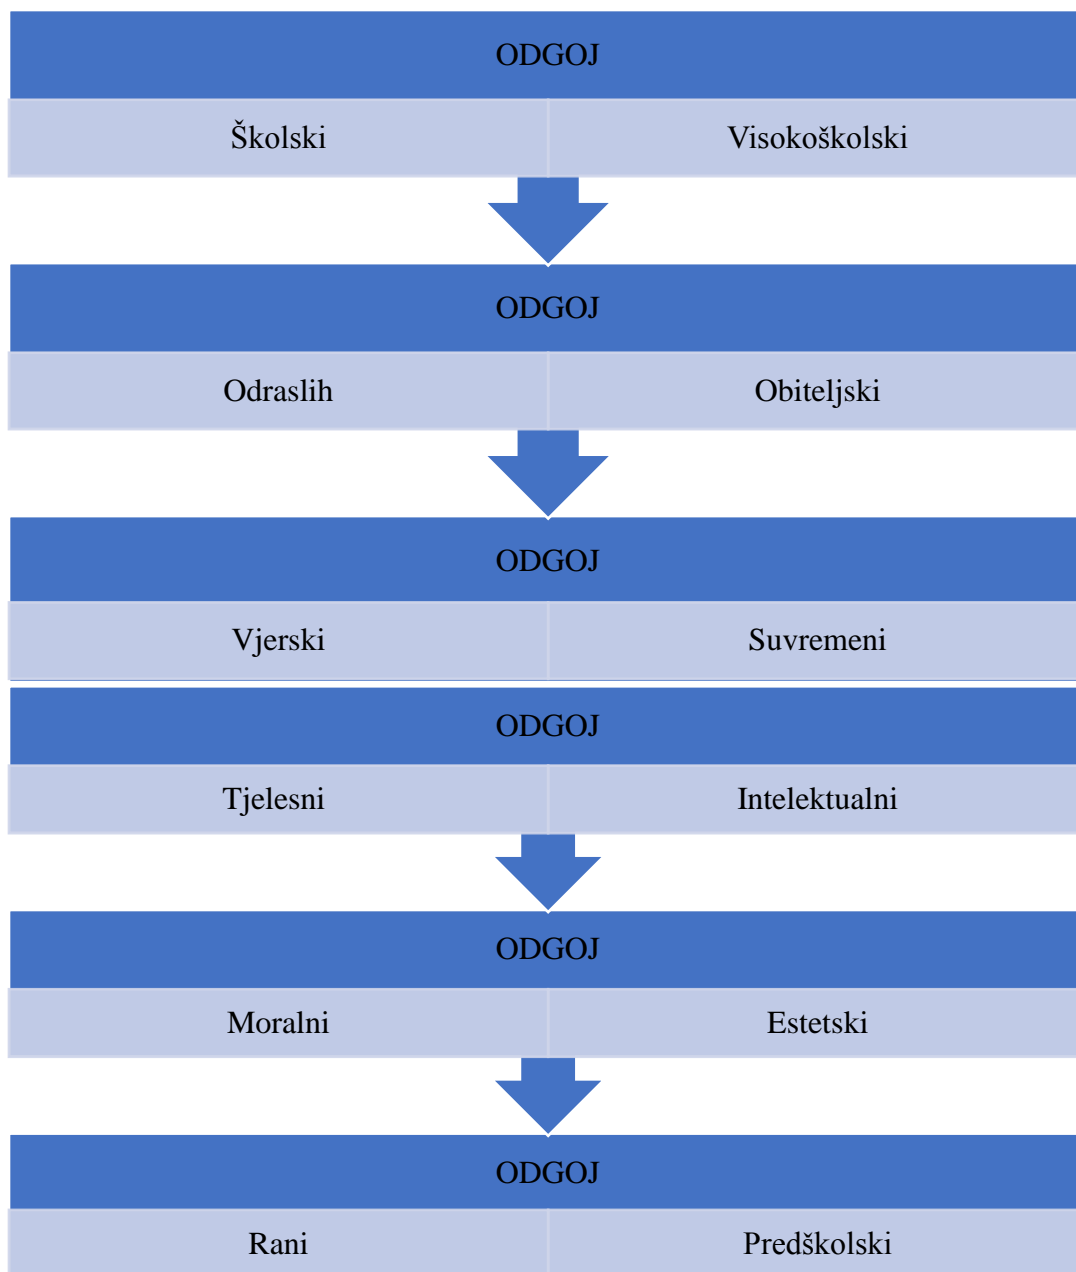 ODGOJ
Školski Visokoškolski
ODGOJ
Odraslih Obiteljski
ODGOJ
Vjerski Suvremeni
ODGOJ
Tjelesni Intelektualni
ODGOJ
Moralni Estetski
ODGOJ
Rani Predškolski